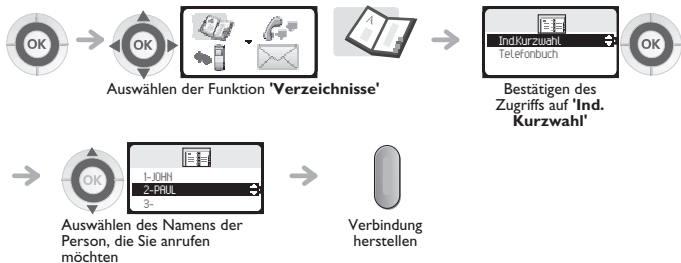 OK
OK
Auswählen der Funktion 'Verzeichnisse'
A
Ind.Kurzwahl
Telefonbuch
OK
Bestätigen des
Zugriffs auf 'Ind.
Kurzwahl'
OK
1-JOHN
2-PAUL
3-
Auswählen des Namens der
Person, die Sie anrufen
möchten
Verbindung
herstellen